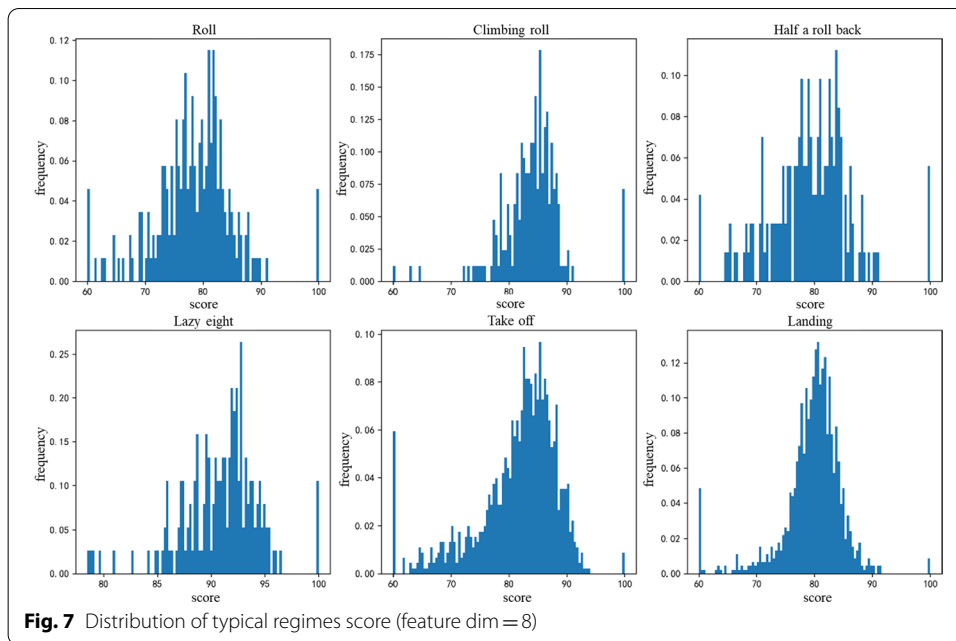 Roll
0.12
0.10
0.08
0.06
0.04
0.02
0.00
frequency
60 70 80 90 100
score
Climbing roll
0.175
0.150
0.125
0.100
0.075
0.050
0.025
0.000
frequency
60 70 80 90 100
score
Half a roll back
0.10
0.08
0.06
0.04
0.02
0.00
frequency
60 70 80 90 100
score
Lazy eight
0.25
0.20
0.15
0.10
0.05
0.00
frequency
80 85 90 95 100
score
Take off
0.10
0.08
0.06
0.04
0.02
0.00
frequency
60 70 80 90 100
score
Landing
0.12
0.10
0.08
0.06
0.04
0.02
0.00
frequency
60 70 80 90 100
score
Fig. 7 Distribution of typical regimes score (feature dim = 8)